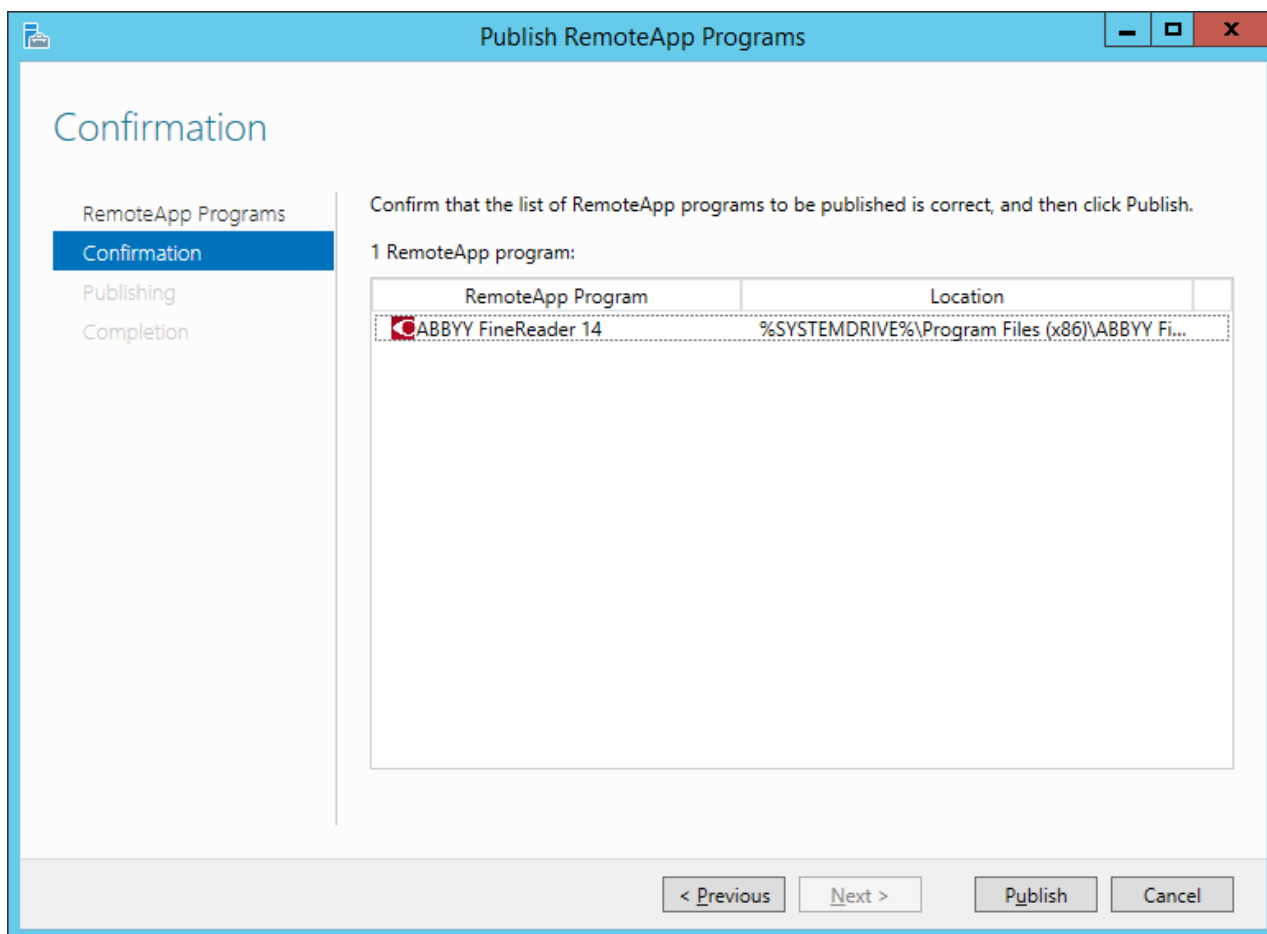 Publish RemoteApp Programs
Confirmation
RemoteApp Programs
Confirmation
Publishing
Completion
Confirm that the list of RemoteApp programs to be published is correct, and then click Publish.
1 RemoteApp program:
RemoteApp Program Location
ABBYY FineReader 14 %SYSTEMDRIVE%\Program Files (x86)\ABBYY Fi...
< Previous Next > Publish Cancel